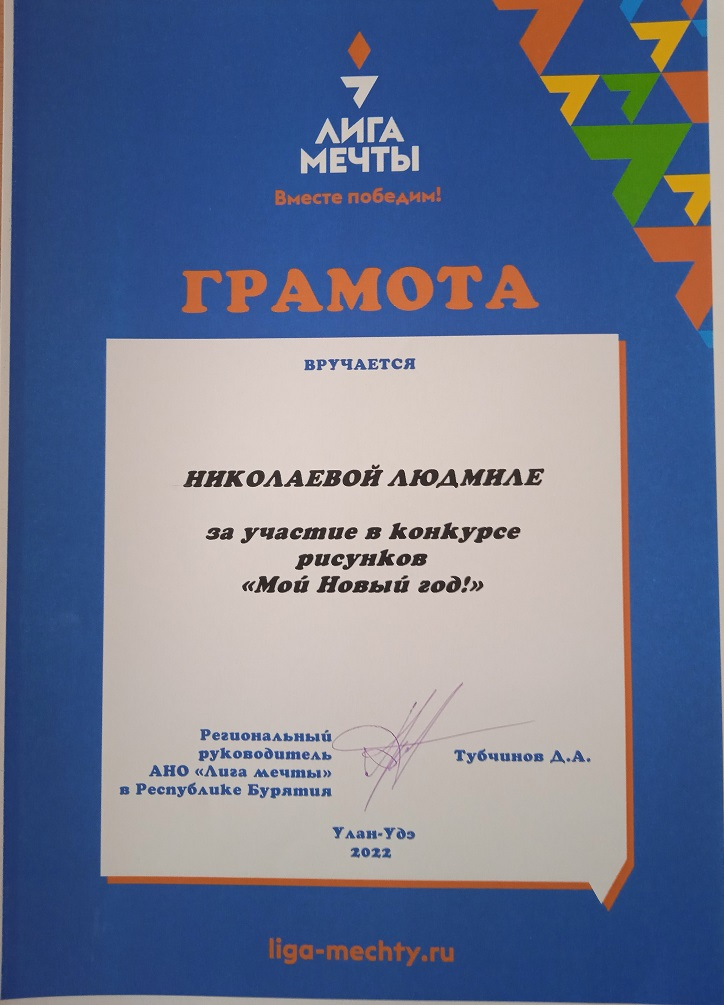 ЛИГА
МЕЧТЫ
Вместе победим!
ГРАМОТА
ВРУЧАЕТСЯ
НИКОЛАЕВОЙ ЛЮДМИЛЕ
за участие в конкурсе
рисунков
«Мой Новый год!»
Региональный
руководитель
АНО «Лига мечты»
в Республике Бурятия
Тубчинов Д.А.
Улан-Удэ
2022
liga-mechty.ru